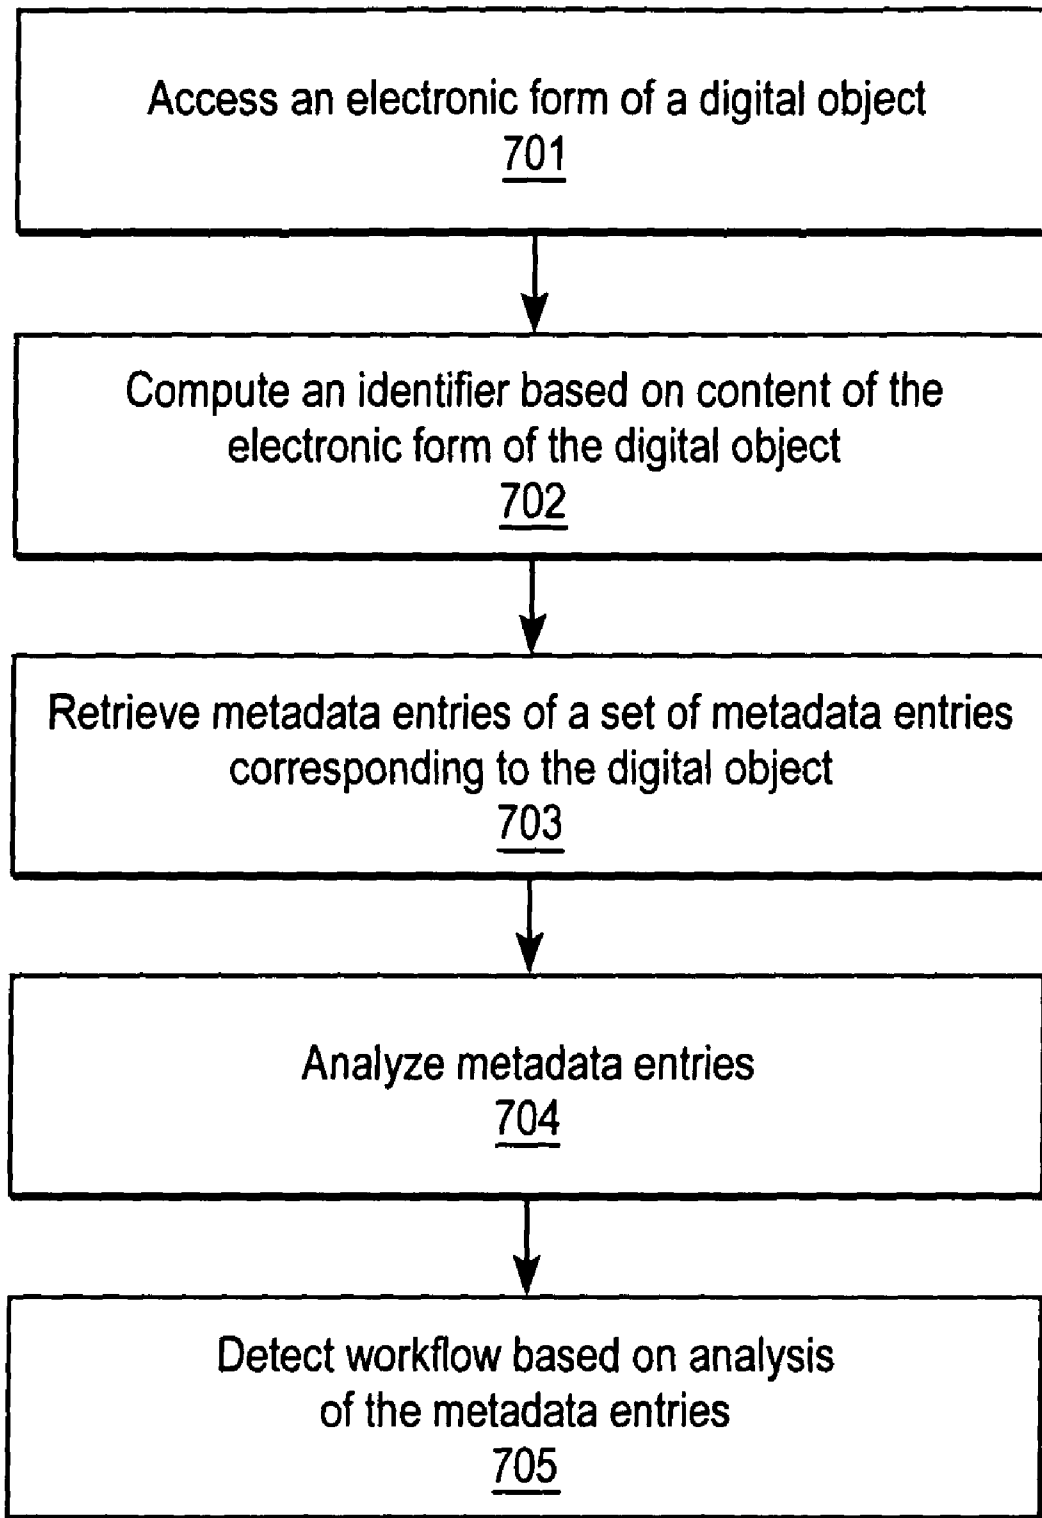 Access an electronic form of a digital object
701
Compute an identifier based on content of the
electronic form of the digital object
702
Retrieve metadata entries of a set of metadata entries
corresponding to the digital object
703
Analyze metadata entries
704
Detect workflow based on analysis
of the metadata entries
705